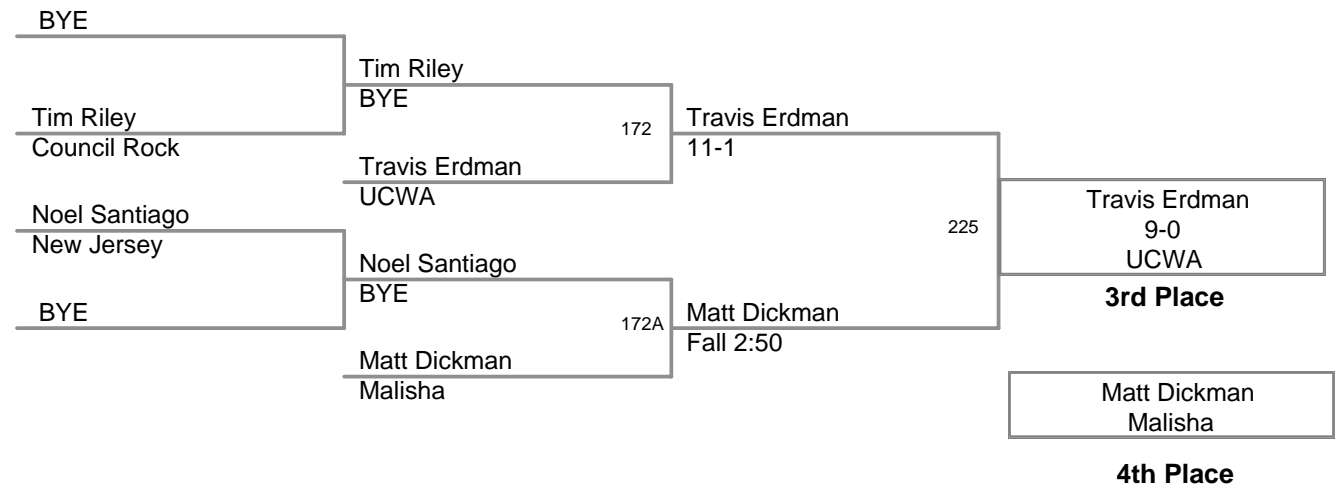 BYE
Tim Riley
BYE
Tim Riley
Council Rock
172
Travis Erdman
11-1
Travis Erdman
UCWA
Noel Santiago
New Jersey
225
Travis Erdman
9-0
UCWA
3rd Place
Noel Santiago
BYE
BYE
172A
Matt Dickman
Fall 2:50
Matt Dickman
Malisha
Matt Dickman
Malisha
4th Place